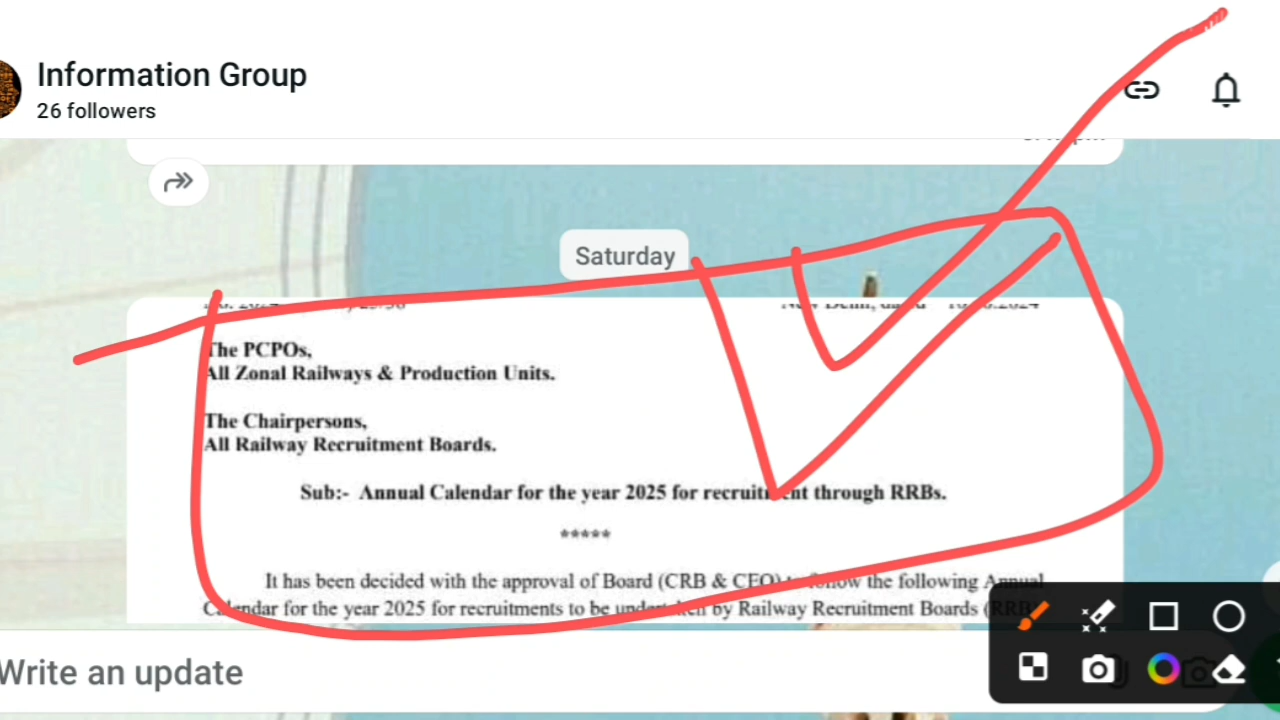 Information Group
26 followers
Saturday
The PCPOs,
All Zonal Railways & Production Units.
The Chairpersons,
All Railway Recruitment Boards.
Sub:- Annual Calendar for the year 2025 for recruitment through RRBs.
*****
It has been decided with the approval of Board (CRB & CEO) to follow the following Annual
Calendar for the year 2025 for recruitments to be undertaken by Railway Recruitment Boards
Write an update